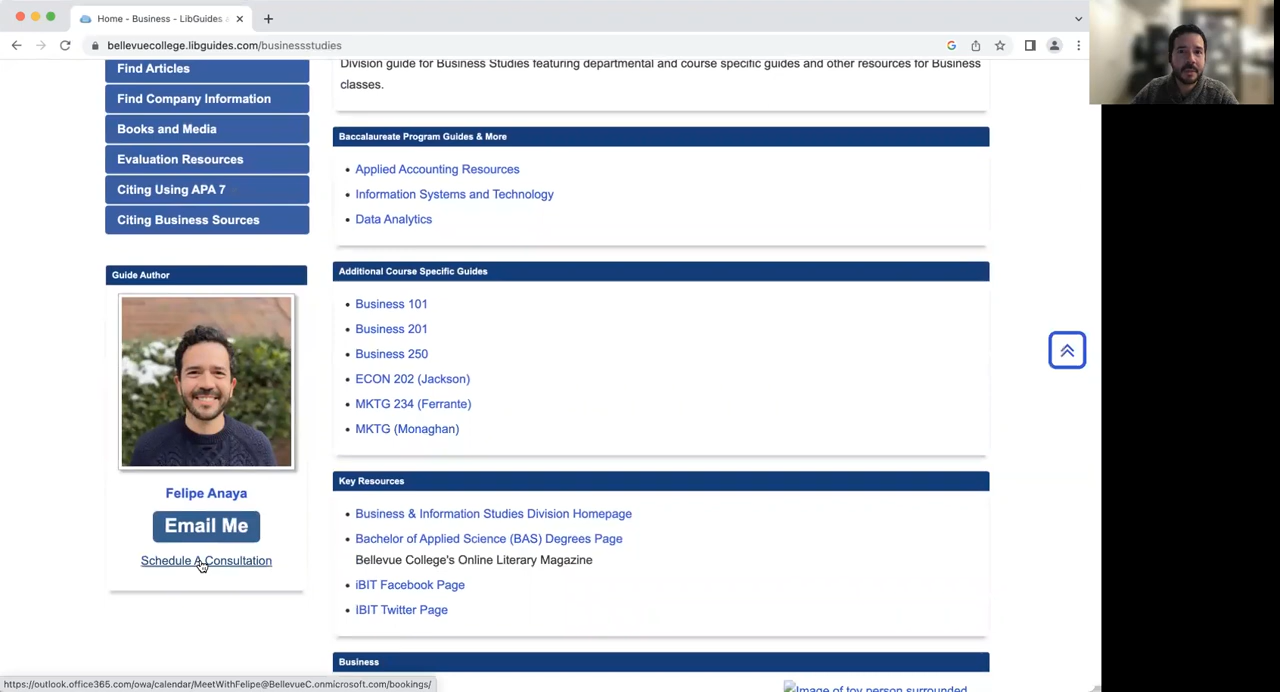 Home - Business - LibGuides a
bellevuecollege.libguides.com/businessstudies
Find Articles
Find Company Information
Books and Media
Evaluation Resources
Citing Using APA 7
Citing Business Sources
Guide Author
Felipe Anaya
Email Me
Schedule A Consultation
Division guide for Business Studies featuring departmental and course specific guides and other resources for Business
classes.
Baccalaureate Program Guides & More
Applied Accounting Resources
Information Systems and Technology
Data Analytics
Additional Course Specific Guides
Business 101
Business 201
Business 250
ECON 202 (Jackson)
MKTG 234 (Ferrante)
MKTG (Monaghan)
Key Resources
Business & Information Studies Division Homepage
Bachelor of Applied Science (BAS) Degrees Page
Bellevue College's Online Literary Magazine
iBIT Facebook Page
iBIT Twitter Page
Business
Image of toy person surrounded
https://outlook.office365.com/owa/calendar/MeetWithFelipe@BellevueC.onmicrosoft.com/bookings/